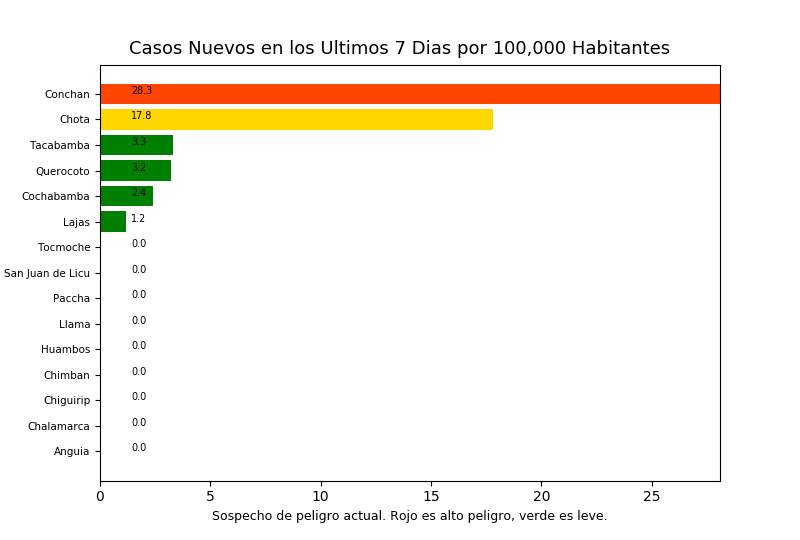 Casos Nuevos en los Ultimos 7 Dias por 100,000 Habitantes
Conchan 28.3
Chota 17.8
Tacabamba 3.3
Querocoto 3.2
Cochabamba 2.4
Lajas 1.2
Tocmoche 0.0
San Juan de Licu 0.0
Paccha 0.0
Llama 0.0
Huambos 0.0
Chimban 0.0
Chiguirip 0.0
Chalamarca 0.0
Anguia 0.0
0 5 10 15 20 25
Sospecho de peligro actual. Rojo es alto peligro, verde es leve.